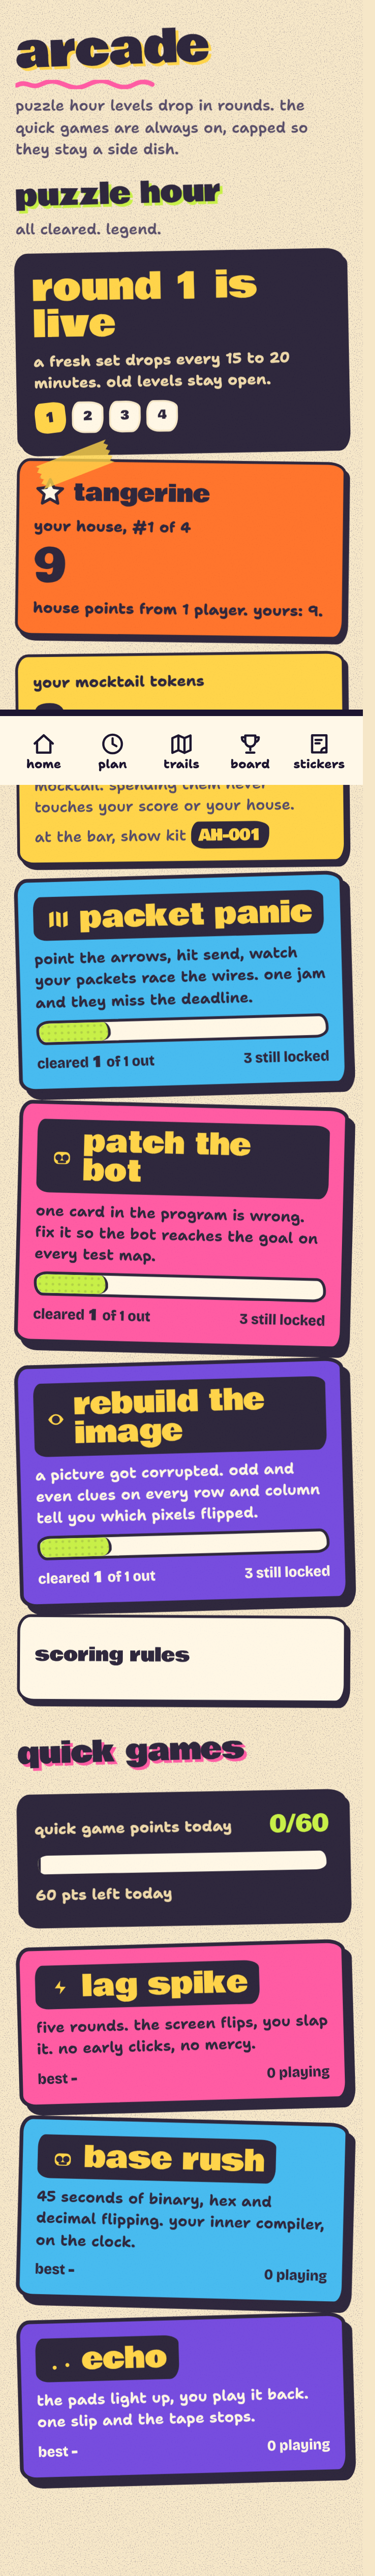 arcade
puzzle hour levels drop in rounds. the
quick games are always on, capped so
they stay a side dish.
puzzle hour
all cleared. legend.
round 1 is
live
a fresh set drops every 15 to 20
minutes. old levels stay open.
1 2 3 4
tangerine
your house, #1 of 4
9
house points from 1 player. yours: 9.
your mocktail tokens
home plan trails board stickers
mocktail. spending them never
touches your score or your house.
at the bar, show kit AH-001
packet panic
point the arrows, hit send, watch
your packets race the wires. one jam
and they miss the deadline.
cleared 1 of 1 out 3 still locked
patch the
bot
one card in the program is wrong.
fix it so the bot reaches the goal on
every test map.
cleared 1 of 1 out 3 still locked
rebuild the
image
a picture got corrupted. odd and
even clues on every row and column
tell you which pixels flipped.
cleared 1 of 1 out 3 still locked
scoring rules
quick games
quick game points today 0/60
60 pts left today
lag spike
five rounds. the screen flips, you slap
it. no early clicks, no mercy.
best - 0 playing
base rush
45 seconds of binary, hex and
decimal flipping. your inner compiler,
on the clock.
best - 0 playing
echo
the pads light up, you play it back.
one slip and the tape stops.
best - 0 playing